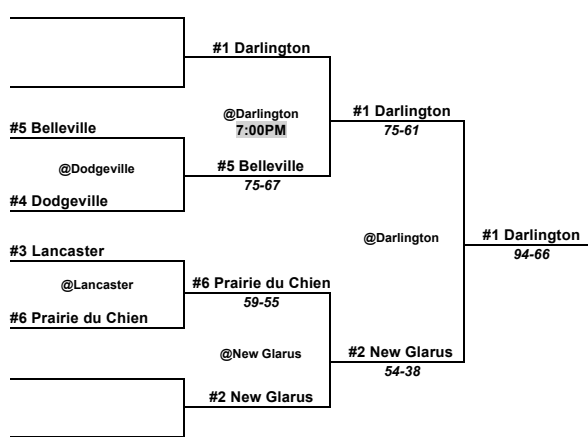 #1 Darlington
@Darlington
7:00PM
#1 Darlington
75-61
#5 Belleville
@Dodgeville
#5 Belleville
75-67
#4 Dodgeville
@Darlington
#1 Darlington
94-66
#3 Lancaster
@Lancaster
#6 Prairie du Chien
59-55
#6 Prairie du Chien
@New Glarus
#2 New Glarus
54-38
#2 New Glarus